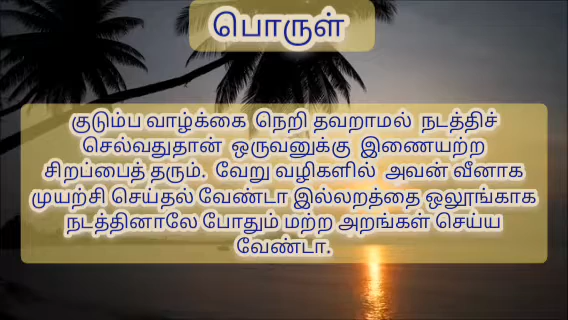 பொருள்
குடும்ப வாழ்க்கை நெறி தவறாமல் நடத்திச்
செல்வதுதான் ஒருவனுக்கு இணையற்ற
சிறப்பைத் தரும். வேறு வழிகளில் அவன் வீனாக
முயற்சி செய்தல் வேண்டா இல்லறத்தை ஒலூங்காக
நடத்தினாலே போதும் மற்ற அறங்கள் செய்ய
வேண்டா.